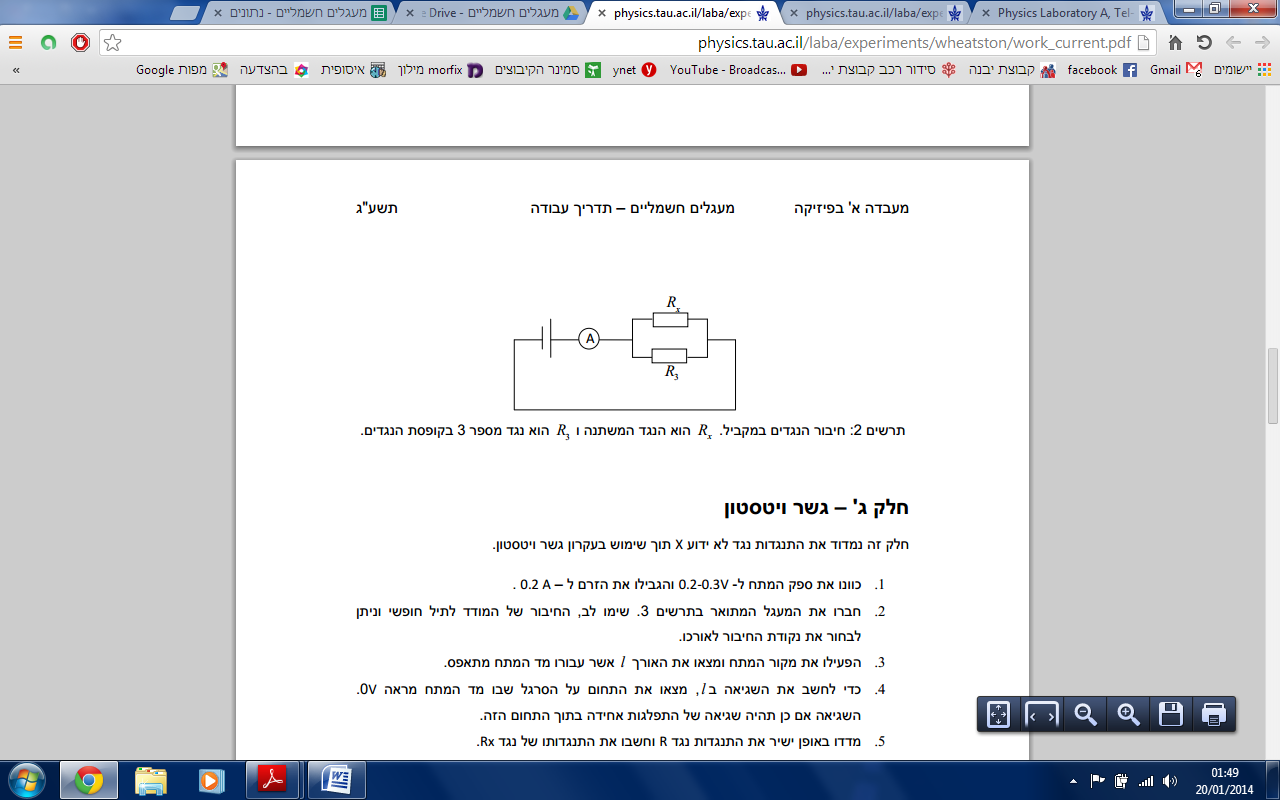 מעגלים חשמליים - נתונים
מעגלים חשמליים - e Drive
physics.tau.ac.il/laba/expe
physics.tau.ac.il/laba/expe
Physics Laboratory A, Tel-
physics.tau.ac.il/laba/experiments/wheatston/work_current.pdf
יישומים
Gmail
facebook
קבוצת יבנה
סידור רכב קבוצת י...
YouTube - Broadcas...
ynet
סמינר הקיבוצים
morfix מילון
איסופית
בהצדעה
מפות Google
»
מעבדה א' בפיזיקה מעגלים חשמליים – תדריך עבודה תשע"ג
Rx
A
R3
תרשים 2: חיבור הנגדים במקביל. Rx הוא הנגד המשתנה ו R3 הוא נגד מספר 3 בקופסת הנגדים.
חלק ג' – גשר ויטסטון
חלק זה נמדוד את התנגדות נגד לא ידוע X תוך שימוש בעקרון גשר ויטסטון.
1. כוונו את ספק המתח ל- 0.2-0.3V והגבילו את הזרם ל – 0.2 A .
2. חברו את המעגל המתואר בתרשים 3. שימו לב, החיבור של המודד לתיל חופשי וניתן
לבחור את נקודת החיבור לאורכו.
3. הפעילו את מקור המתח ומצאו את האורך l אשר עבורו מד המתח מתאפס.
4. כדי לחשב את השגיאה ב l, מצאו את התחום על הסרגל שבו מד המתח מראה 0V.
השגיאה אם כן תהיה שגיאה של התפלגות אחידה בתוך התחום הזה.
5. מדדו באופן ישיר את התנגדות נגד R וחשבו את התנגדותו של נגד Rx.
01:49
20/01/2014